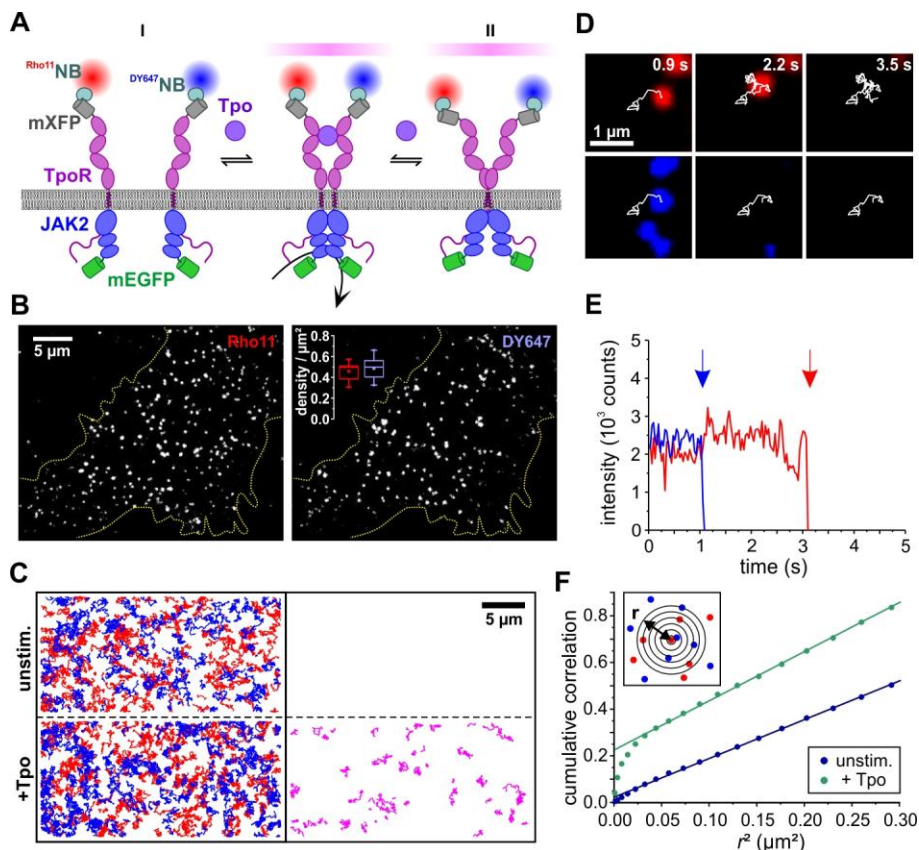 A
I
II
Rho11NB
DY647NB
Tpo
mXFP
TpoR
JAK2
mEGFP
B
5 µm
Rho11
DY647
density / µm²
0.8
0.6
0.4
0.2
0.0
C
5 µm
unstim.
+Tpo
D
0.9 s
2.2 s
3.5 s
1 µm
E
intensity (10³ counts)
5
4
3
2
1
0
0 1 2 3 4 5
time (s)
F
cumulative correlation
0.8
0.6
0.4
0.2
0.0
r
unstim.
+ Tpo
0.00 0.05 0.10 0.15 0.20 0.25 0.30
r² (µm²)